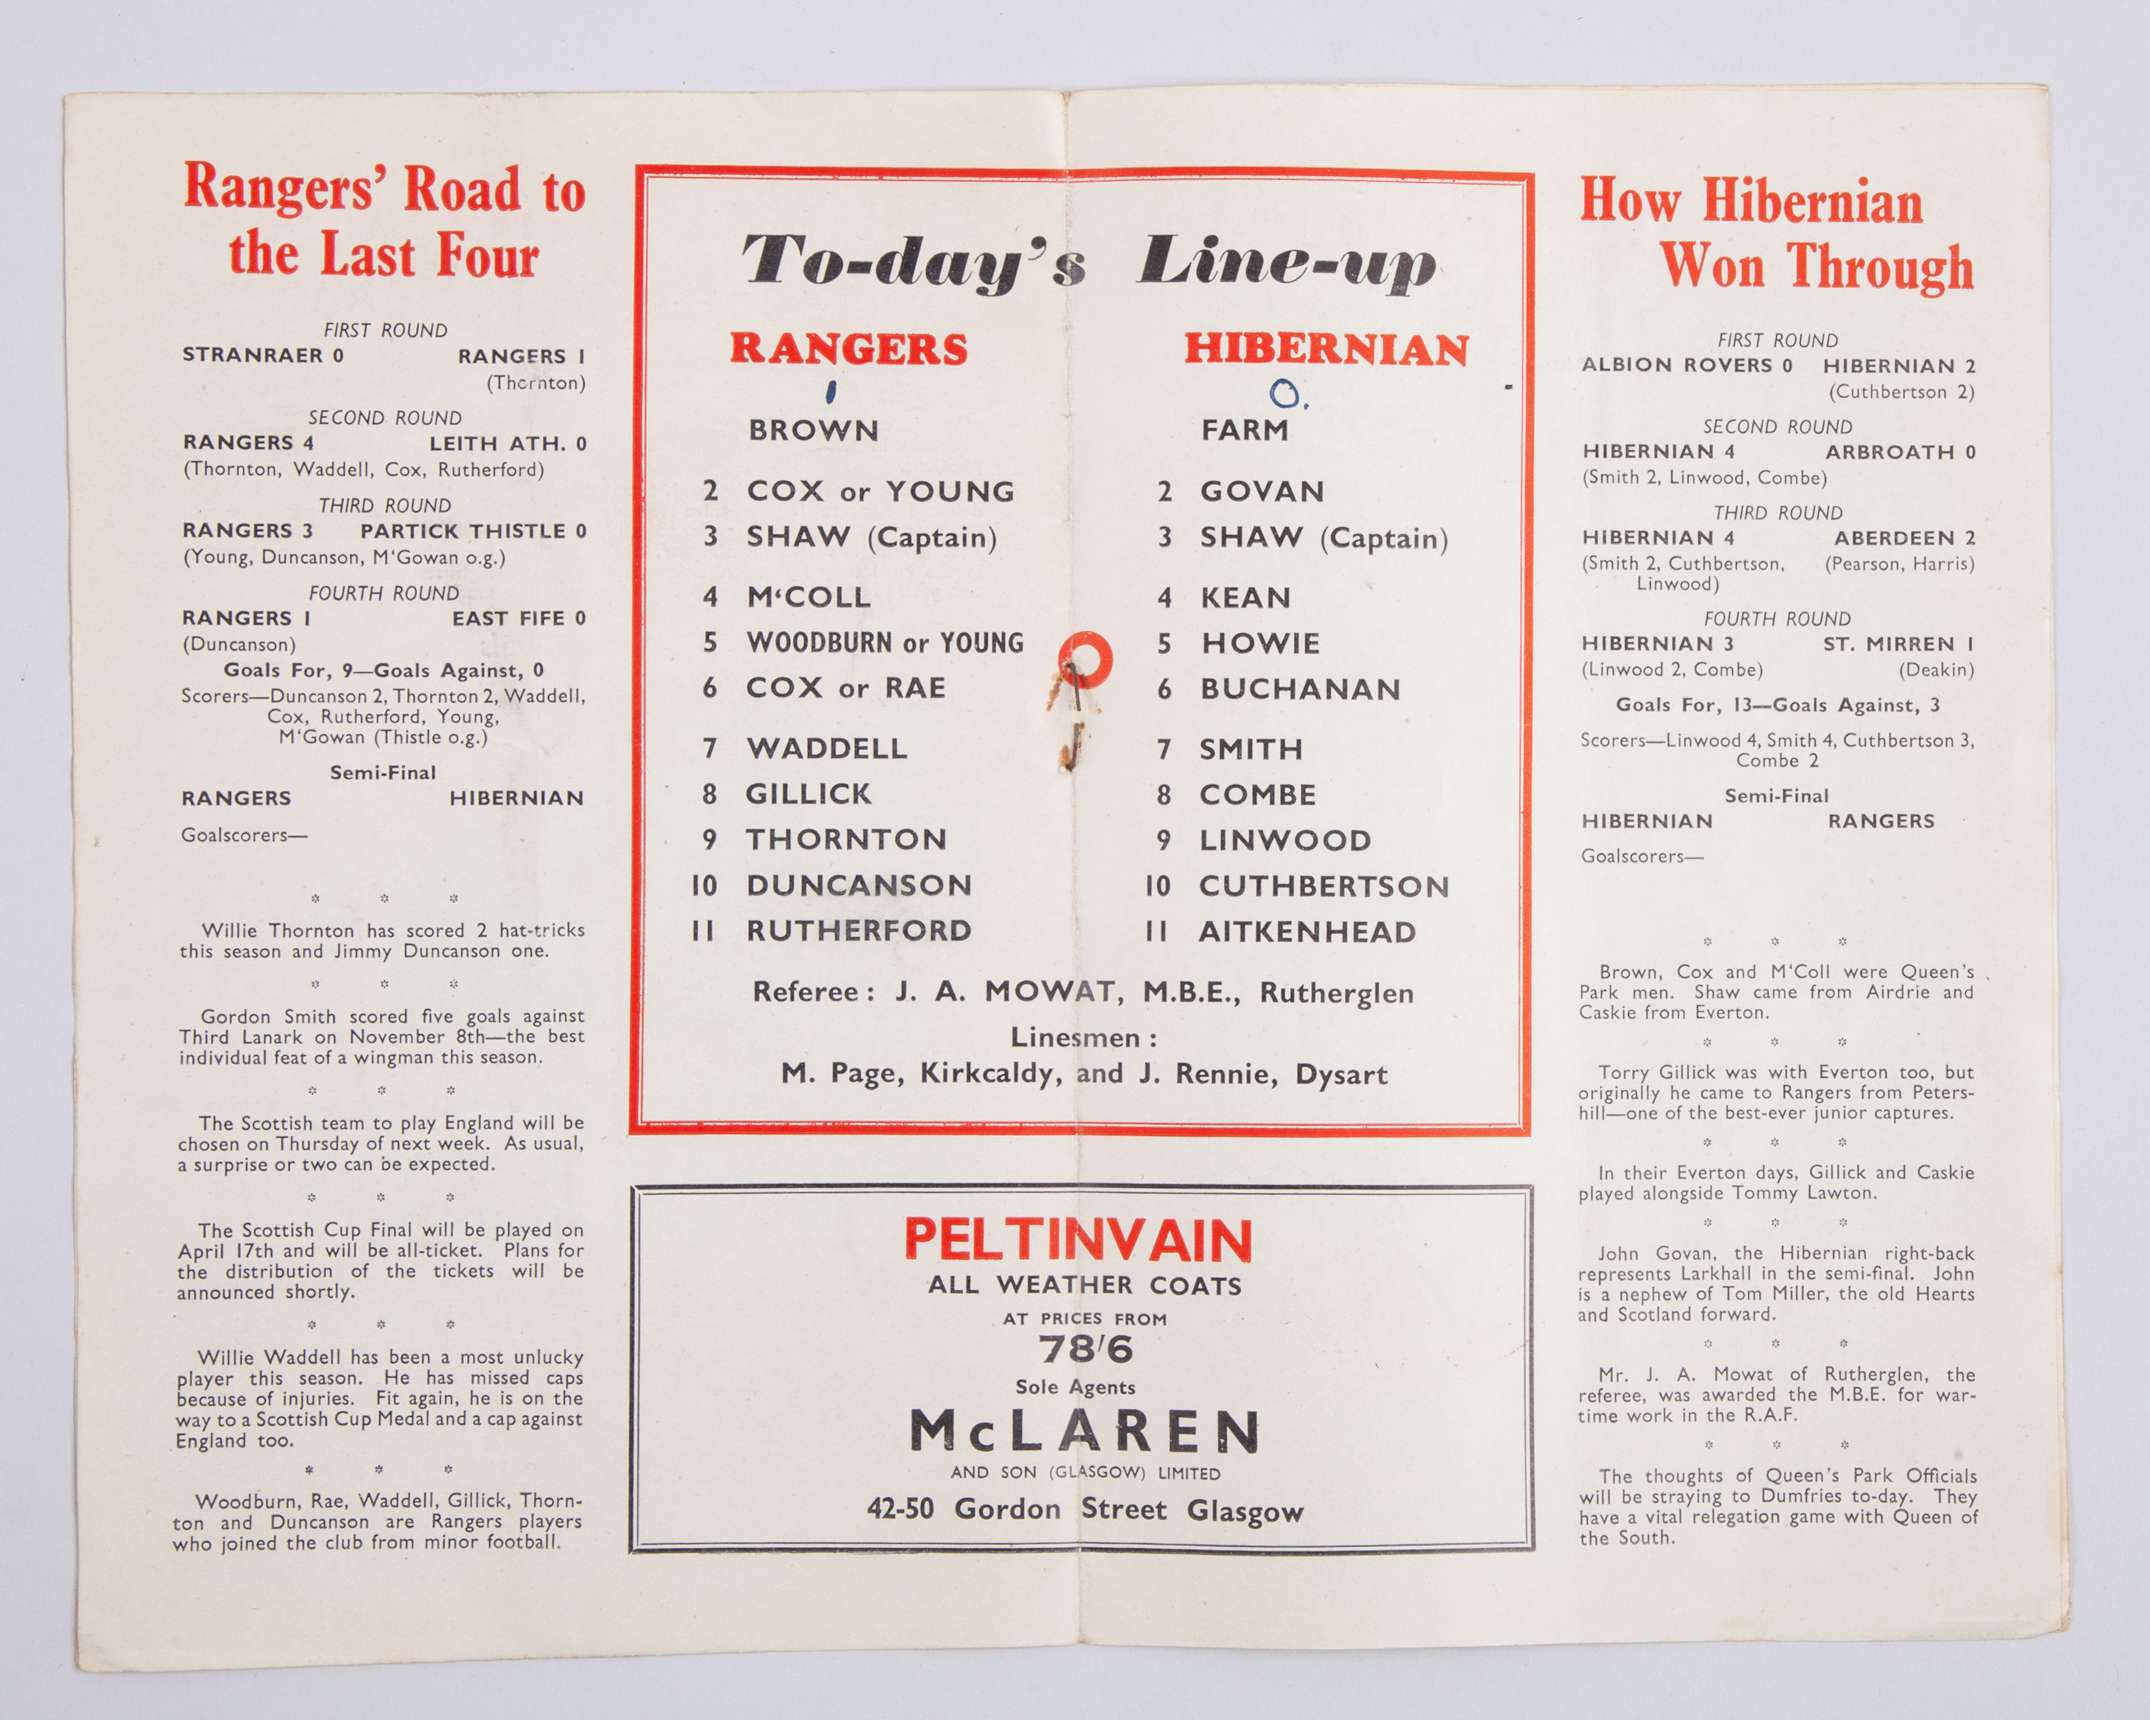 Rangers' Road to
the Last Four
FIRST ROUND
STRANRAER 0 RANGERS 1
(Thornton)
SECOND ROUND
RANGERS 4 LEITH ATH. 0
(Thornton, Waddell, Cox, Rutherford)
THIRD ROUND
RANGERS 3 PARTICK THISTLE 0
(Young, Duncanson, M'Gowan o.g.)
FOURTH ROUND
RANGERS 1 EAST FIFE 0
(Duncanson)
Goals For, 9—Goals Against, 0
Scorers—Duncanson 2, Thornton 2, Waddell,
Cox, Rutherford, Young,
M'Gowan (Thistle o.g.)
Semi-Final
RANGERS HIBERNIAN
Goalscorers—
* * *
Willie Thornton has scored 2 hat-tricks
this season and Jimmy Duncanson one.
* * *
Gordon Smith scored five goals against
Third Lanark on November 8th—the best
individual feat of a wingman this season.
* * *
The Scottish team to play England will be
chosen on Thursday of next week. As usual,
a surprise or two can be expected.
* * *
The Scottish Cup Final will be played on
April 17th and will be all-ticket. Plans for
the distribution of the tickets will be
announced shortly.
* * *
Willie Waddell has been a most unlucky
player this season. He has missed caps
because of injuries. Fit again, he is on the
way to a Scottish Cup Medal and a cap against
England too.
* * *
Woodburn, Rae, Waddell, Gillick, Thorn-
ton and Duncanson are Rangers players
who joined the club from minor football.
To-day's Line-up
RANGERS HIBERNIAN
1 0.
BROWN FARM
2 COX or YOUNG 2 GOVAN
3 SHAW (Captain) 3 SHAW (Captain)
4 M'COLL 4 KEAN
5 WOODBURN or YOUNG 5 HOWIE
6 COX or RAE 6 BUCHANAN
7 WADDELL 7 SMITH
8 GILLICK 8 COMBE
9 THORNTON 9 LINWOOD
10 DUNCANSON 10 CUTHBERTSON
11 RUTHERFORD 11 AITKENHEAD
Referee : J. A. MOWAT, M.B.E., Rutherglen
Linesmen :
M. Page, Kirkcaldy, and J. Rennie, Dysart
PELTINVAIN
ALL WEATHER COATS
AT PRICES FROM
78'6
Sole Agents
McLAREN
AND SON (GLASGOW) LIMITED
42-50 Gordon Street Glasgow
How Hibernian
Won Through
FIRST ROUND
ALBION ROVERS 0 HIBERNIAN 2
(Cuthbertson 2)
SECOND ROUND
HIBERNIAN 4 ARBROATH 0
(Smith 2, Linwood, Combe)
THIRD ROUND
HIBERNIAN 4 ABERDEEN 2
(Smith 2, Cuthbertson, (Pearson, Harris)
Linwood)
FOURTH ROUND
HIBERNIAN 3 ST. MIRREN 1
(Linwood 2, Combe) (Deakin)
Goals For, 13—Goals Against, 3
Scorers—Linwood 4, Smith 4, Cuthbertson 3,
Combe 2
Semi-Final
HIBERNIAN RANGERS
Goalscorers—
* * *
Brown, Cox and M'Coll were Queen's
Park men. Shaw came from Airdrie and
Caskie from Everton.
* * *
Torry Gillick was with Everton too, but
originally he came to Rangers from Peters-
hill—one of the best-ever junior captures.
* * *
In their Everton days, Gillick and Caskie
played alongside Tommy Lawton.
* * *
John Govan, the Hibernian right-back
represents Larkhall in the semi-final. John
is a nephew of Tom Miller, the old Hearts
and Scotland forward.
* * *
Mr. J. A. Mowat of Rutherglen, the
referee, was awarded the M.B.E. for war-
time work in the R.A.F.
* * *
The thoughts of Queen's Park Officials
will be straying to Dumfries to-day. They
have a vital relegation game with Queen of
the South.